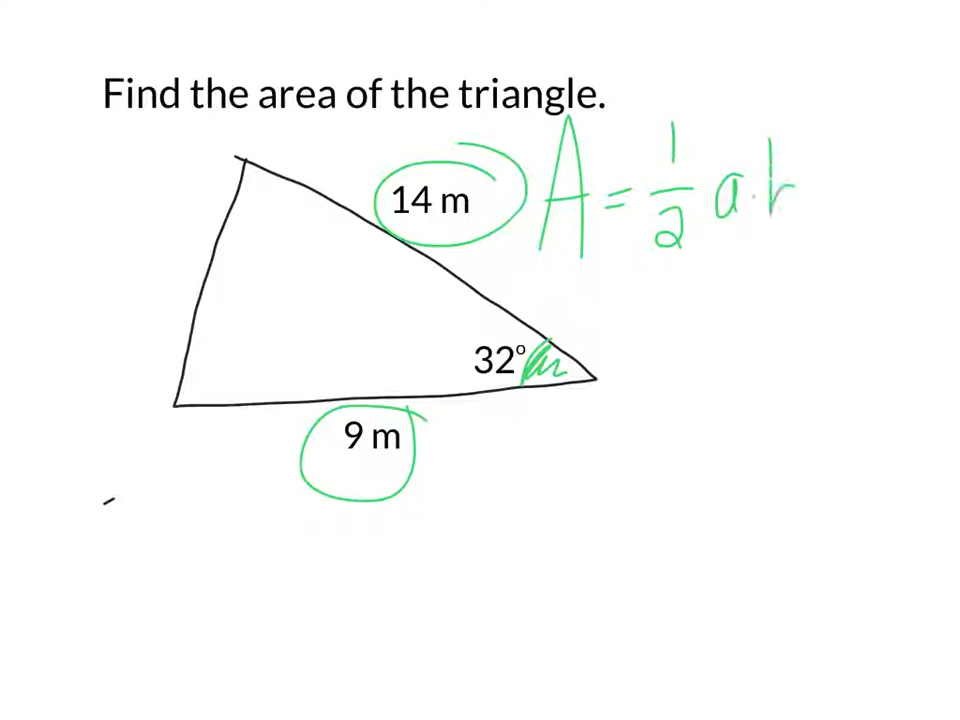 Find the area of the triangle.
14 m
A = 1/2 a·
32°
9 m